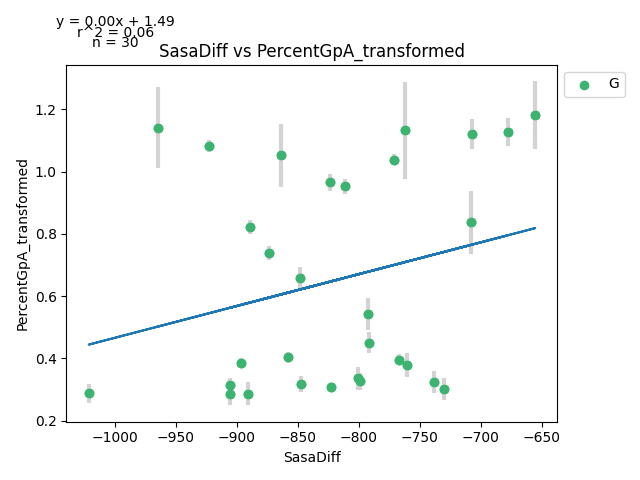 y = 0.00x + 1.49
r^2 = 0.06
n = 30
SasaDiff vs PercentGpA_transformed
G
PercentGpA_transformed
1.2
1.0
0.8
0.6
0.4
0.2
−1000 −950 −900 −850 −800 −750 −700 −650
SasaDiff